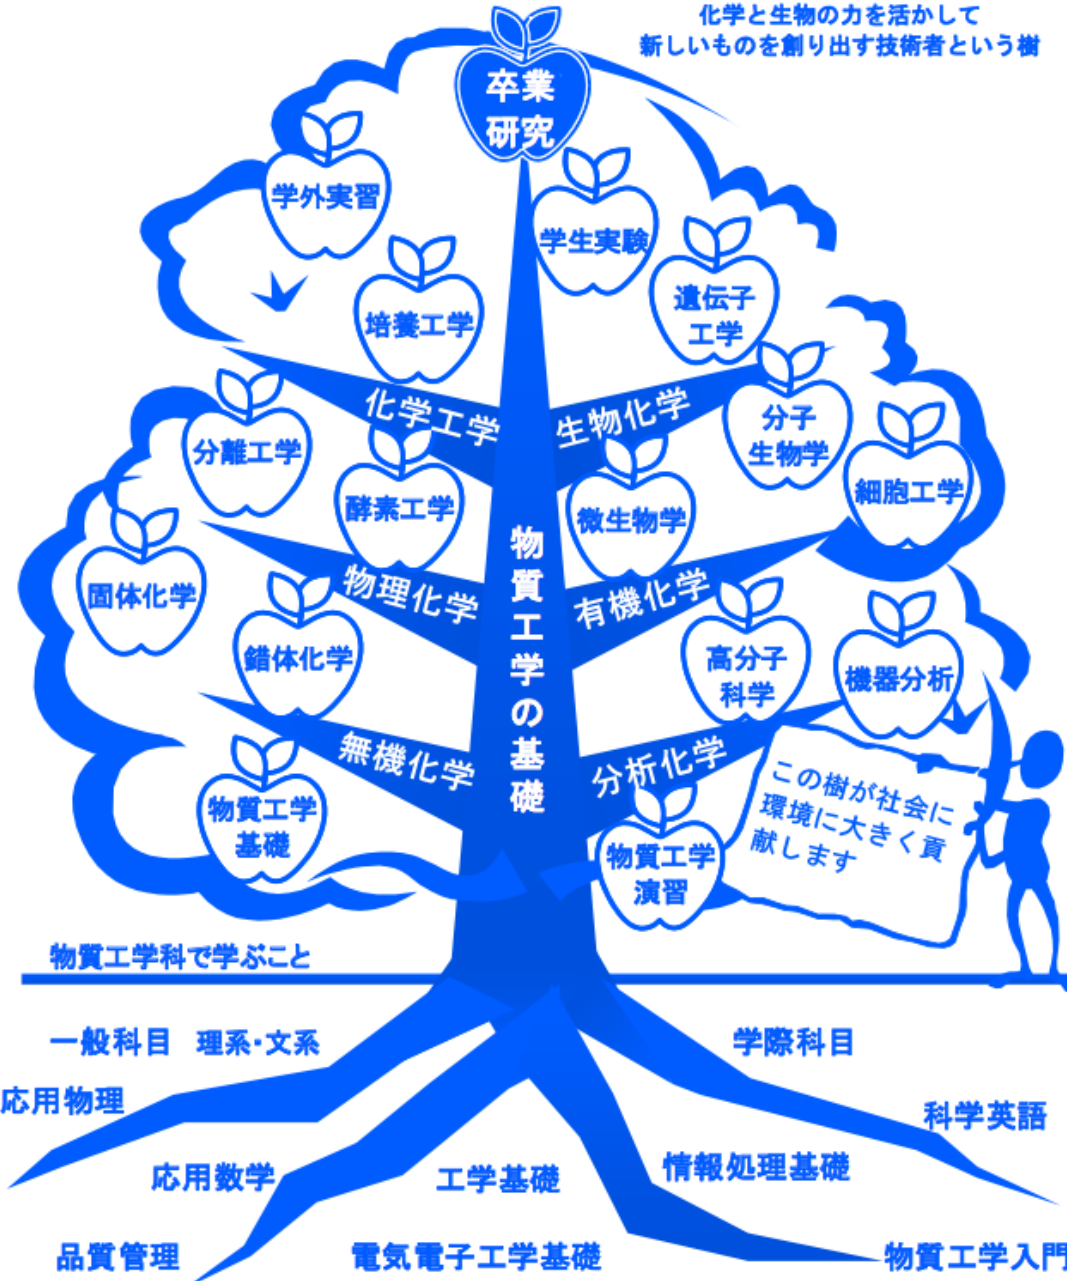 化学と生物の力を活かして
新しいものを創り出す技術者という樹
卒業
研究
学外実習
学生実験
培養工学
遺伝子
工学
化学工学
生物化学
分離工学
分子
生物学
酵素工学
微生物学
細胞工学
物質工学の基礎
物理化学
有機化学
固体化学
錯体化学
高分子
科学
機器分析
無機化学
分析化学
物質工学
基礎
物質工学
演習
この樹が社会に
環境に大きく貢
献します
物質工学科で学ぶこと
一般科目 理系・文系
学際科目
応用物理
科学英語
応用数学
工学基礎
情報処理基礎
品質管理
電気電子工学基礎
物質工学入門